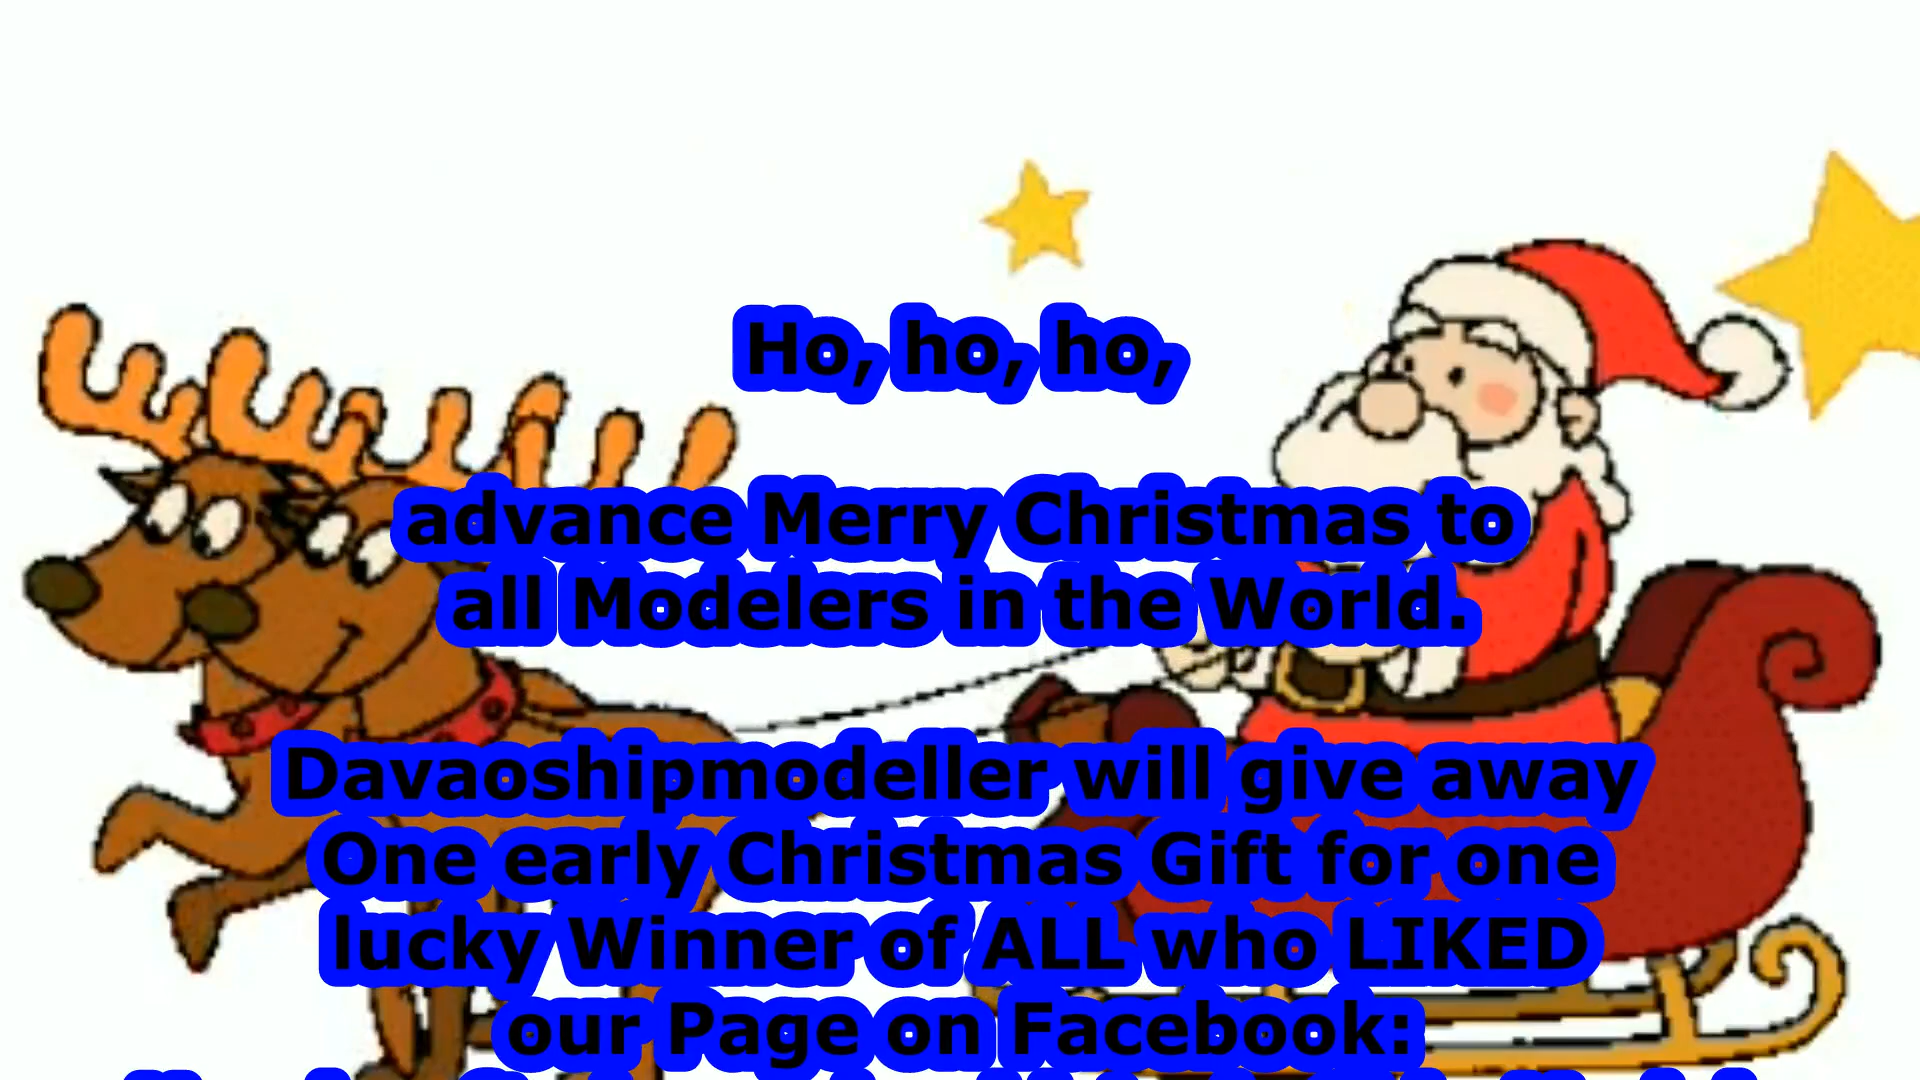 Ho, ho, ho,
advance Merry Christmas to
all Modelers in the World.
Davaoshipmodeller will give away
One early Christmas Gift for one
lucky Winner of ALL who LIKED
our Page on Facebook: